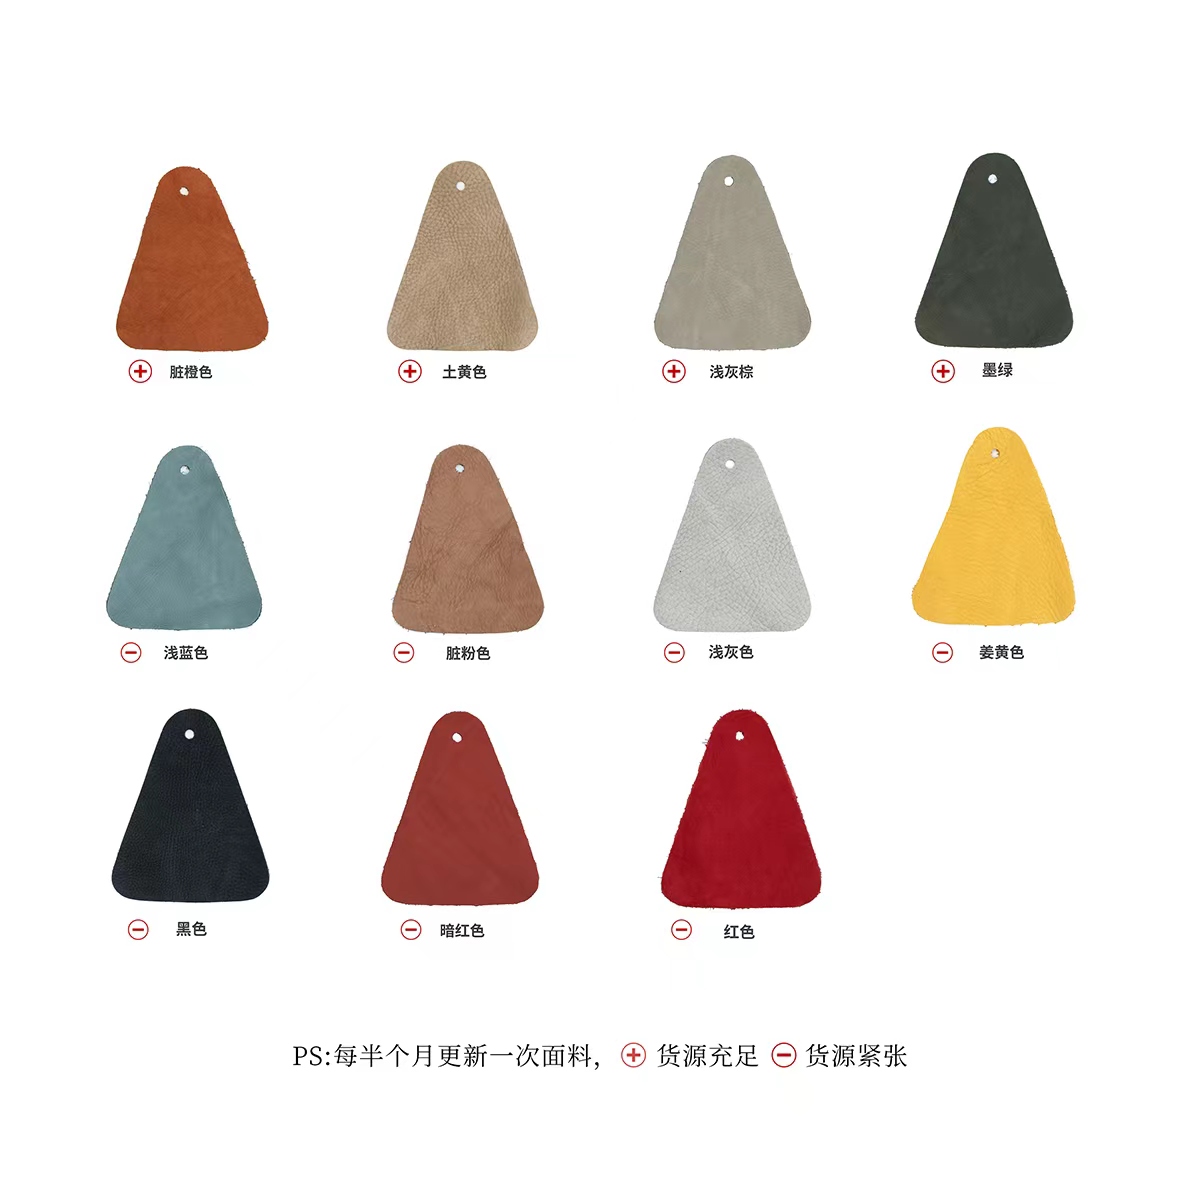 脏橙色
土黄色
浅灰棕
墨绿
浅蓝色
脏粉色
浅灰色
姜黄色
黑色
暗红色
红色
PS:每半个月更新一次面料, ⊕ 货源充足 ⊖ 货源紧张